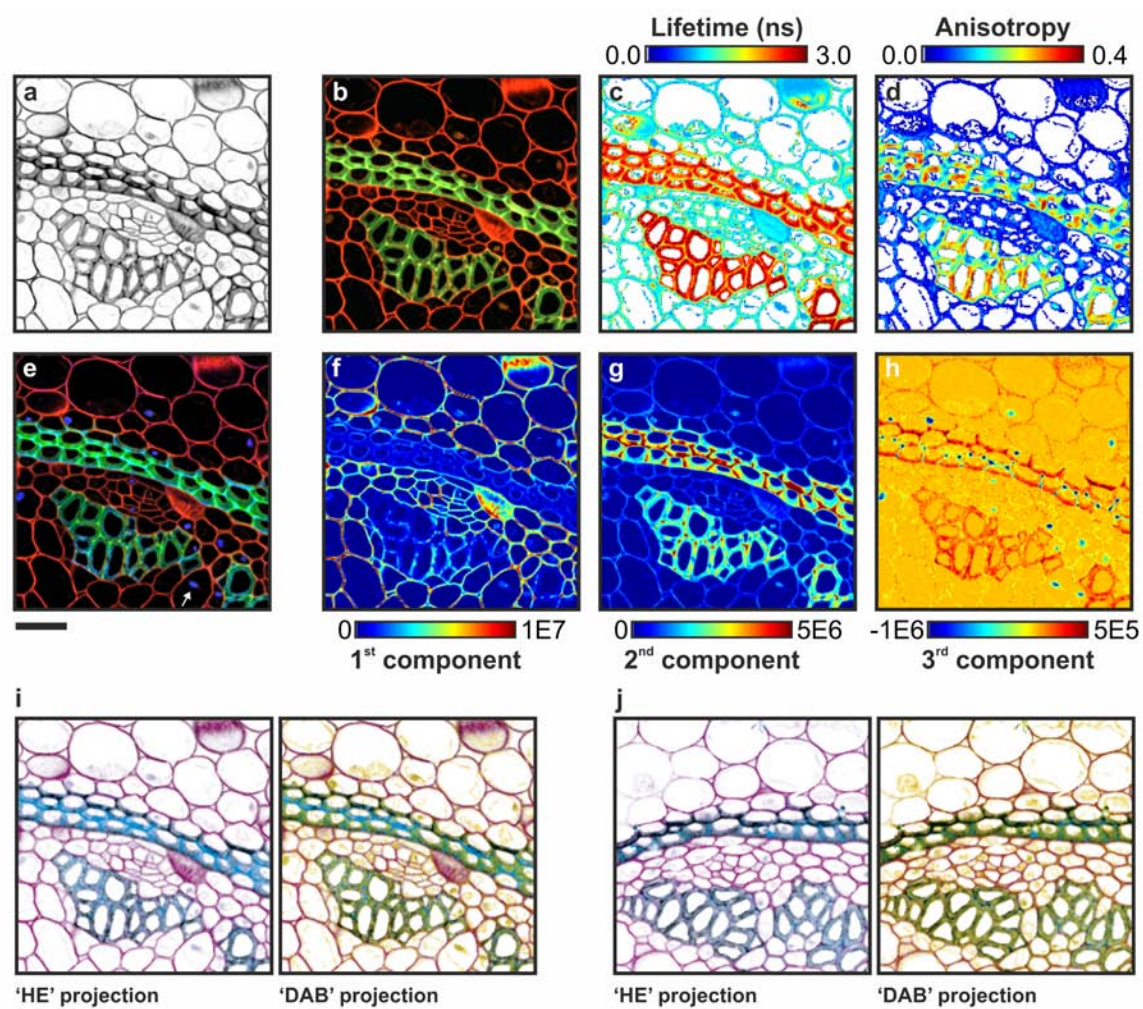 Lifetime (ns)
0.0 3.0
Anisotropy
0.0 0.4
a
b
c
d
e
f
g
h
0 1E7
1st component
0 5E6
2nd component
-1E6 5E5
3rd component
i
j
‘HE’ projection
‘DAB’ projection
‘HE’ projection
‘DAB’ projection